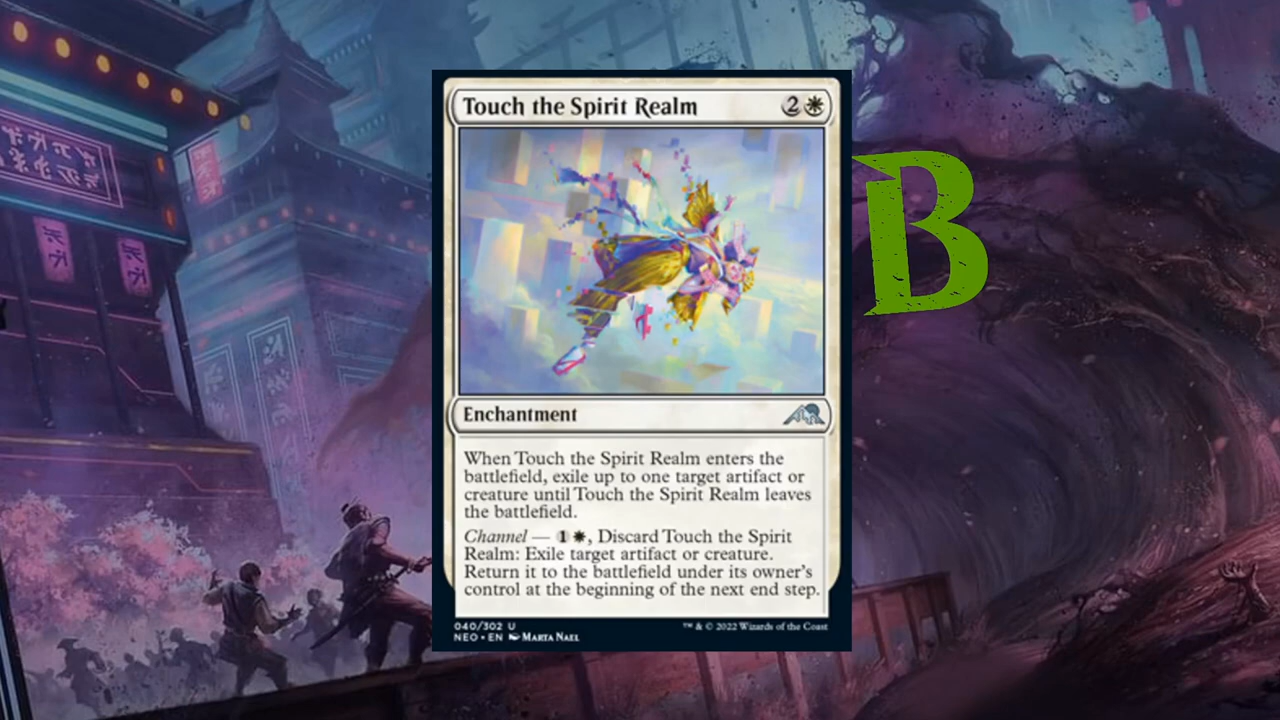 Touch the Spirit Realm 2
B
Enchantment
When Touch the Spirit Realm enters the
battlefield, exile up to one target artifact or
creature until Touch the Spirit Realm leaves
the battlefield.
Channel — 1, Discard Touch the Spirit
Realm: Exile target artifact or creature.
Return it to the battlefield under its owner's
control at the beginning of the next end step.
040/302 U
NEO • EN Marta Nael
™ & © 2022 Wizards of the Coast